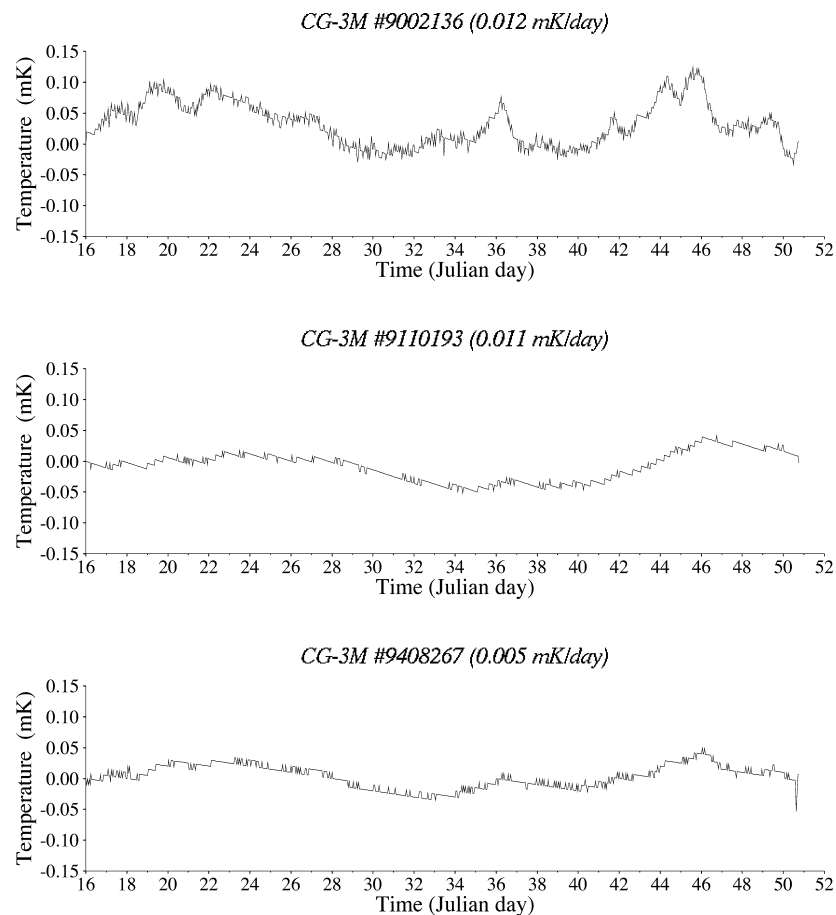 CG-3M #9002136 (0.012 mK/day)
0.15
0.10
0.05
0.00
-0.05
-0.10
-0.15
Temperature (mK)
16 18 20 22 24 26 28 30 32 34 36 38 40 42 44 46 48 50 52
Time (Julian day)
CG-3M #9110193 (0.011 mK/day)
0.15
0.10
0.05
0.00
-0.05
-0.10
-0.15
Temperature (mK)
16 18 20 22 24 26 28 30 32 34 36 38 40 42 44 46 48 50 52
Time (Julian day)
CG-3M #9408267 (0.005 mK/day)
0.15
0.10
0.05
0.00
-0.05
-0.10
-0.15
Temperature (mK)
16 18 20 22 24 26 28 30 32 34 36 38 40 42 44 46 48 50 52
Time (Julian day)